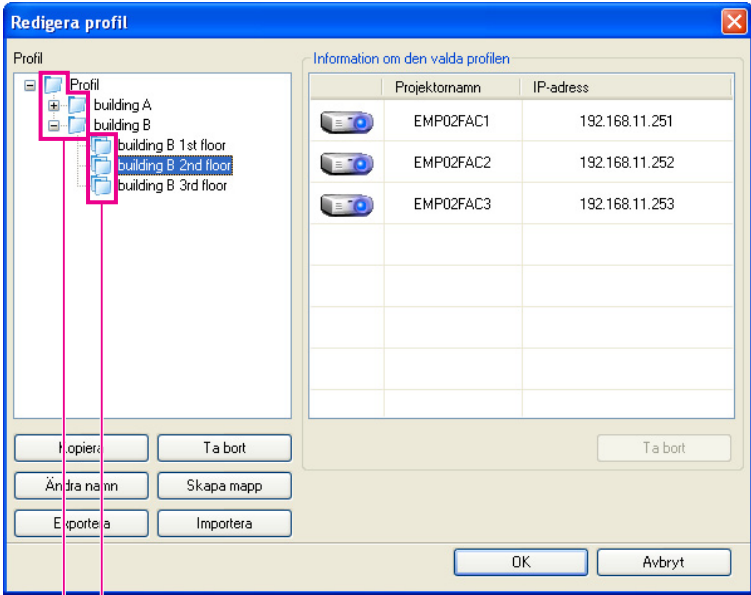 Redigera profil
Profil
Profil
building A
building B
building B 1st floor
building B 2nd floor
building B 3rd floor
Kopiera
Ta bort
Ändra namn
Skapa mapp
Exportera
Importera
Information om den valda profilen
Projektornamn IP-adress
EMP02FAC1 192.168.11.251
EMP02FAC2 192.168.11.252
EMP02FAC3 192.168.11.253
Ta bort
OK
Avbryt